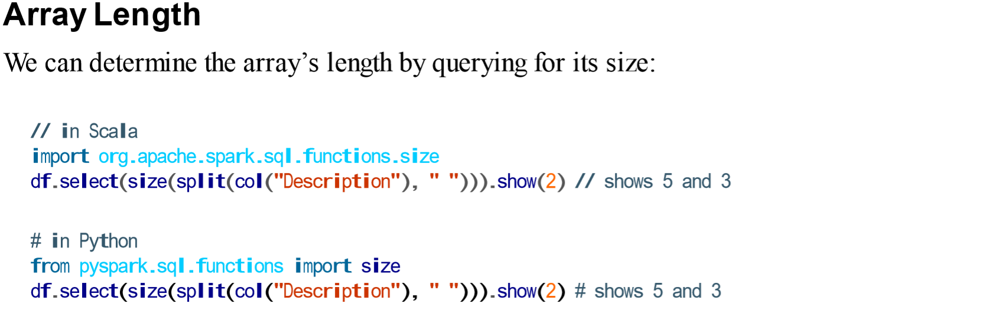 Array Length
We can determine the array’s length by querying for its size:
// in Scala
import org.apache.spark.sql.functions.size
df.select(size(split(col("Description"), " "))).show(2) // shows 5 and 3
# in Python
from pyspark.sql.functions import size
df.select(size(split(col("Description"), " "))).show(2) # shows 5 and 3